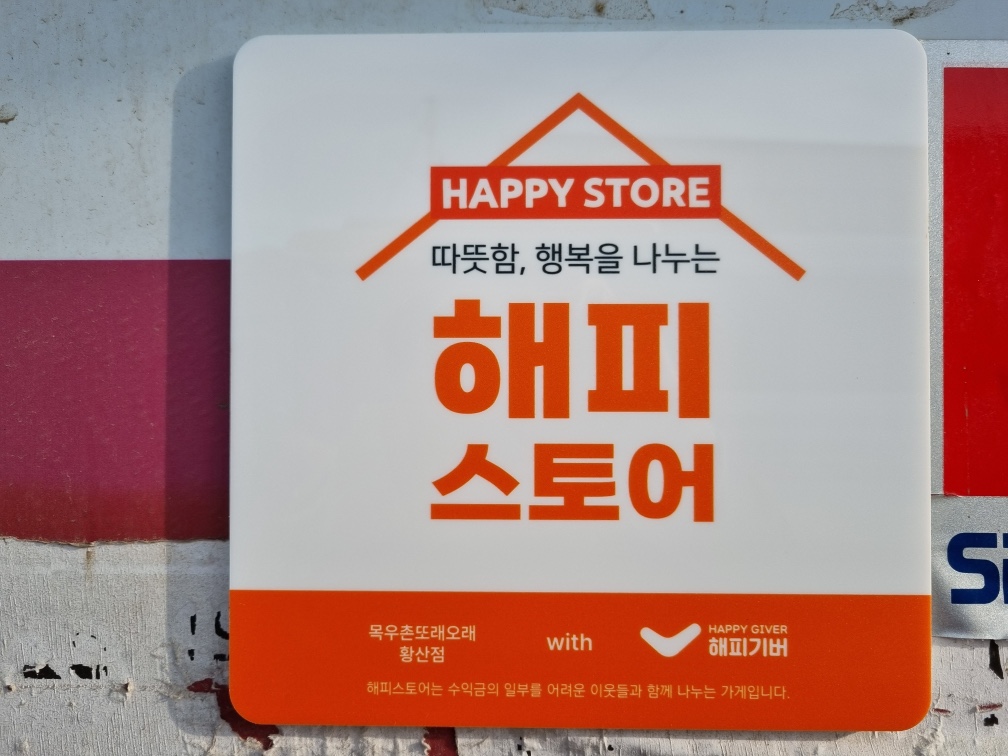 HAPPY STORE
따뜻함, 행복을 나누는
해피
스토어
목우촌또래오래
황산점
with
HAPPY GIVER
해피기버
해피스토어는 수익금의 일부를 어려운 이웃들과 함께 나누는 가게입니다.